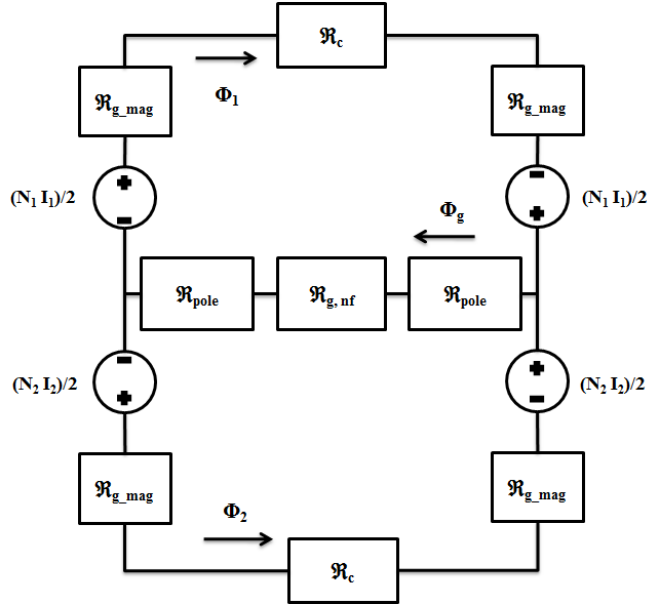 ℜc
ℜg_mag
Φ1
ℜg_mag
(N1 I1)/2
(N1 I1)/2
Φg
ℜpole
ℜg, nf
ℜpole
(N2 I2)/2
(N2 I2)/2
ℜg_mag
ℜg_mag
Φ2
ℜc